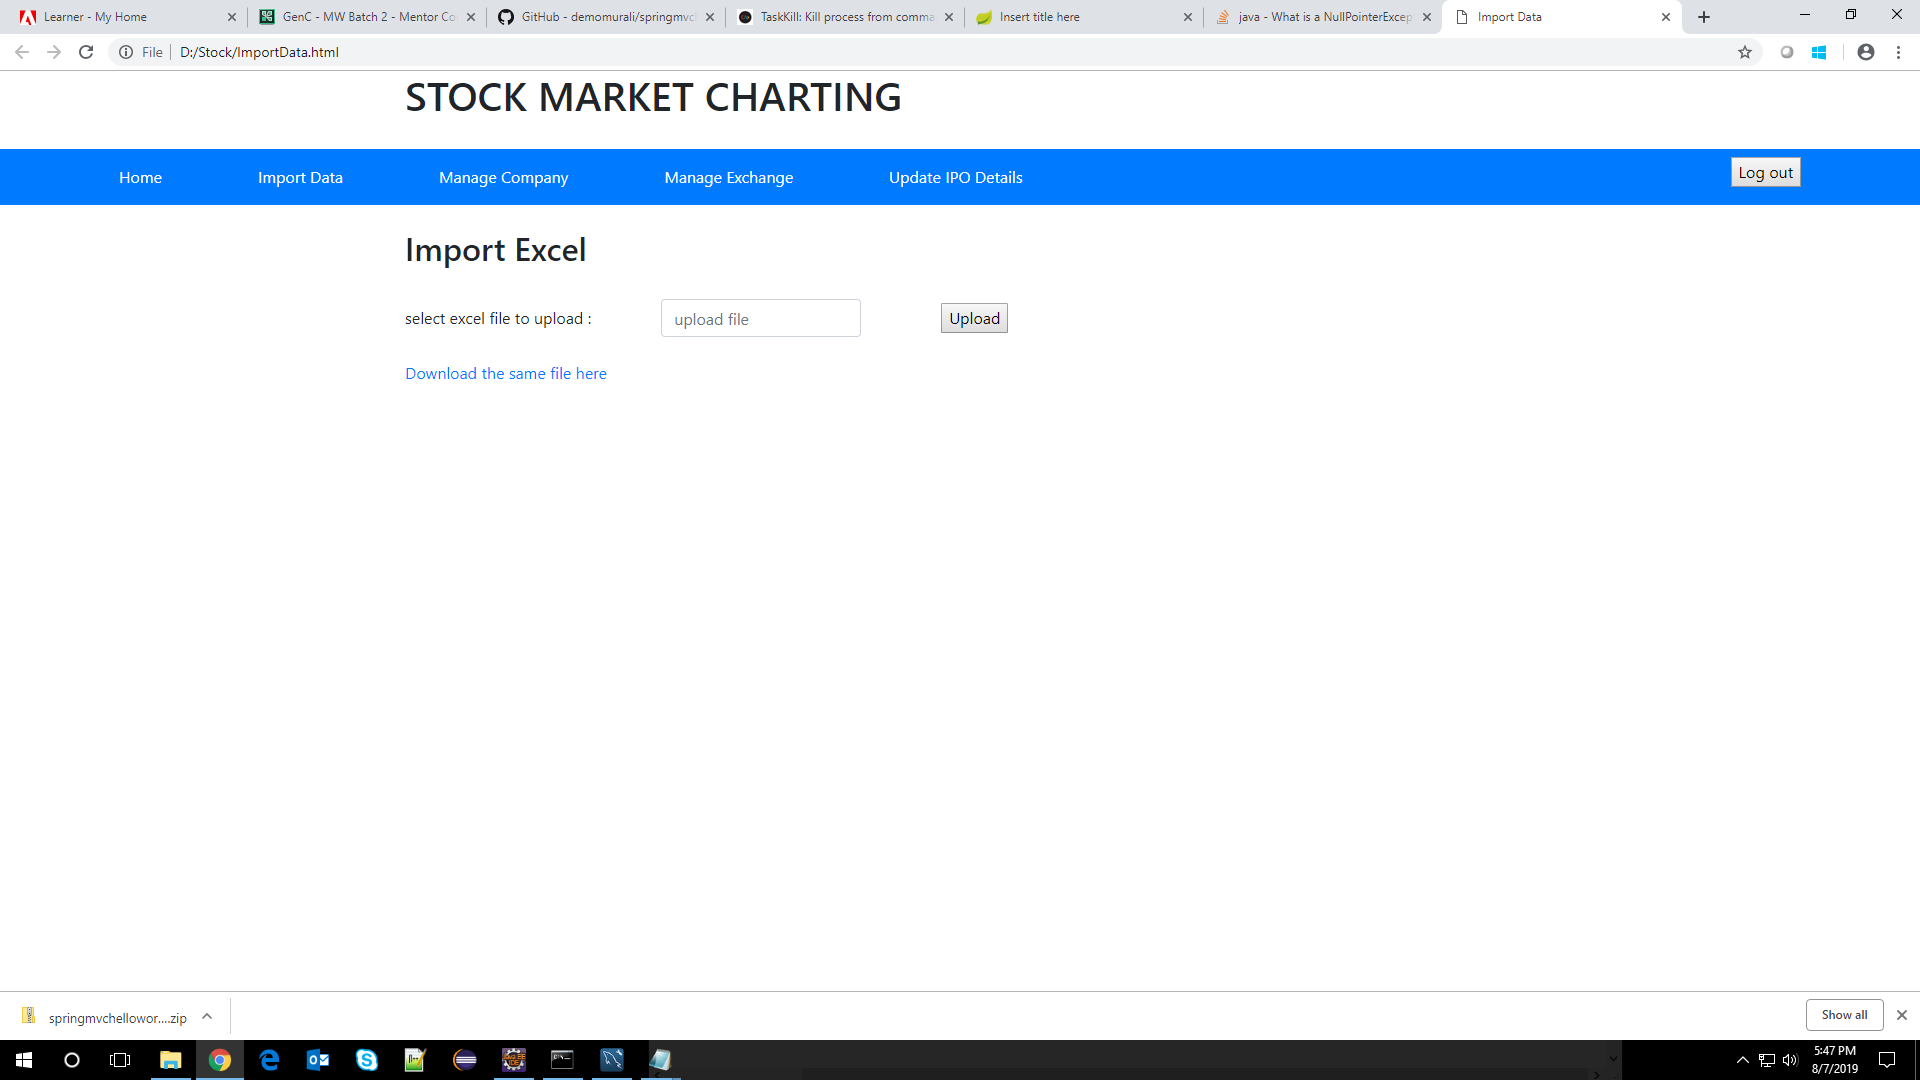 Learner - My Home
GenC - MW Batch 2 - Mentor Co
GitHub - demomurali/springmvc
TaskKill: Kill process from comma
Insert title here
java - What is a NullPointerExcep
Import Data
File
D:/Stock/ImportData.html
STOCK MARKET CHARTING
Home
Import Data
Manage Company
Manage Exchange
Update IPO Details
Log out
Import Excel
select excel file to upload :
upload file
Upload
Download the same file here
springmvchellowor....zip
Show all
5:47 PM
8/7/2019